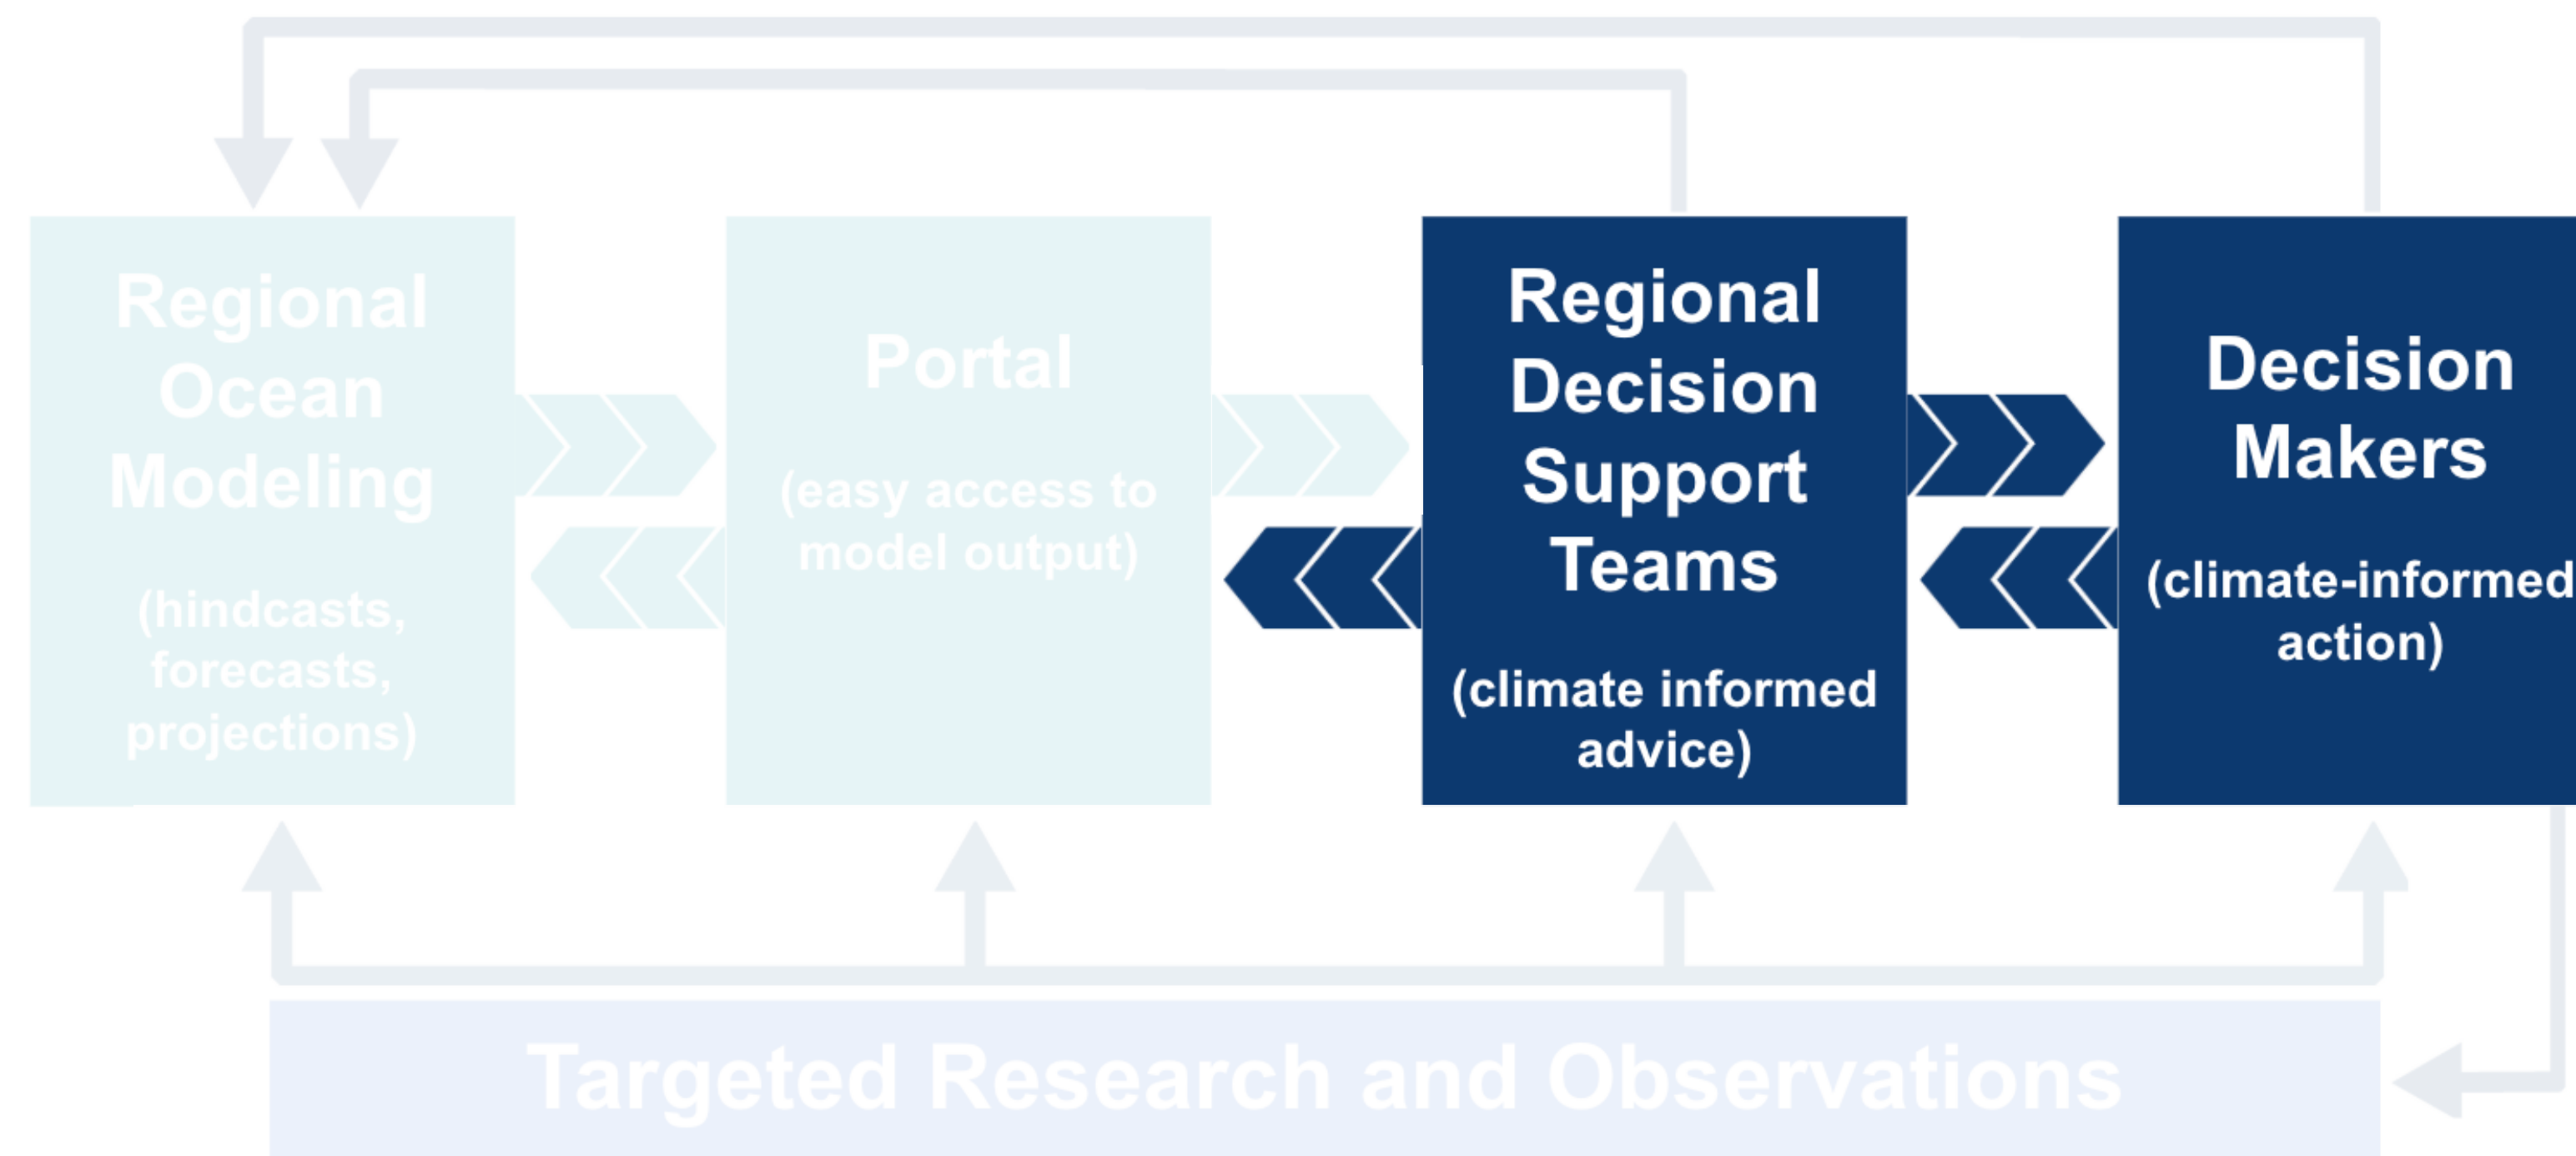 Regional
Ocean
Modeling
(hindcasts,
forecasts,
projections)
Portal
(easy access to
model output)
Regional
Decision
Support
Teams
(climate informed
advice)
Decision
Makers
(climate-informed
action)
Targeted Research and Observations